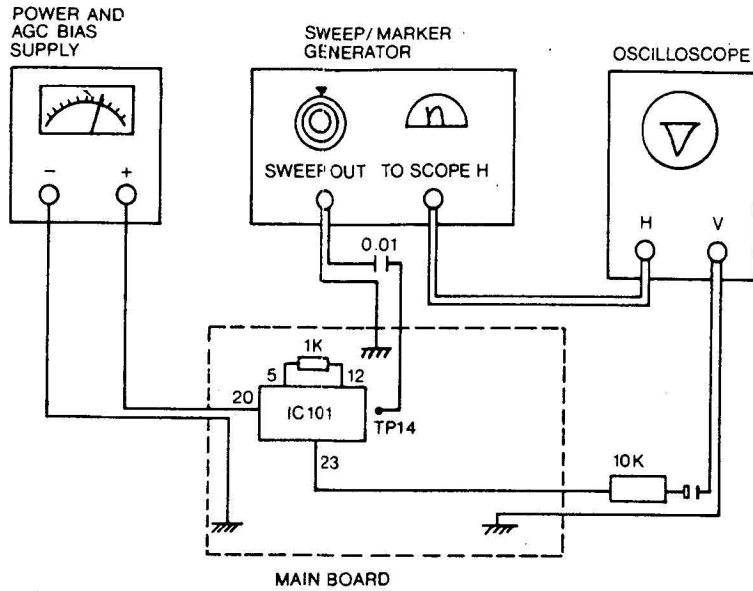 POWER AND
AGC BIAS
SUPPLY
SWEEP/MARKER
GENERATOR
OSCILLOSCOPE
n
- +
SWEEP OUT TO SCOPE H
H V
0.01
1K
5 12
20
IC101
TP14
23
10K
MAIN BOARD